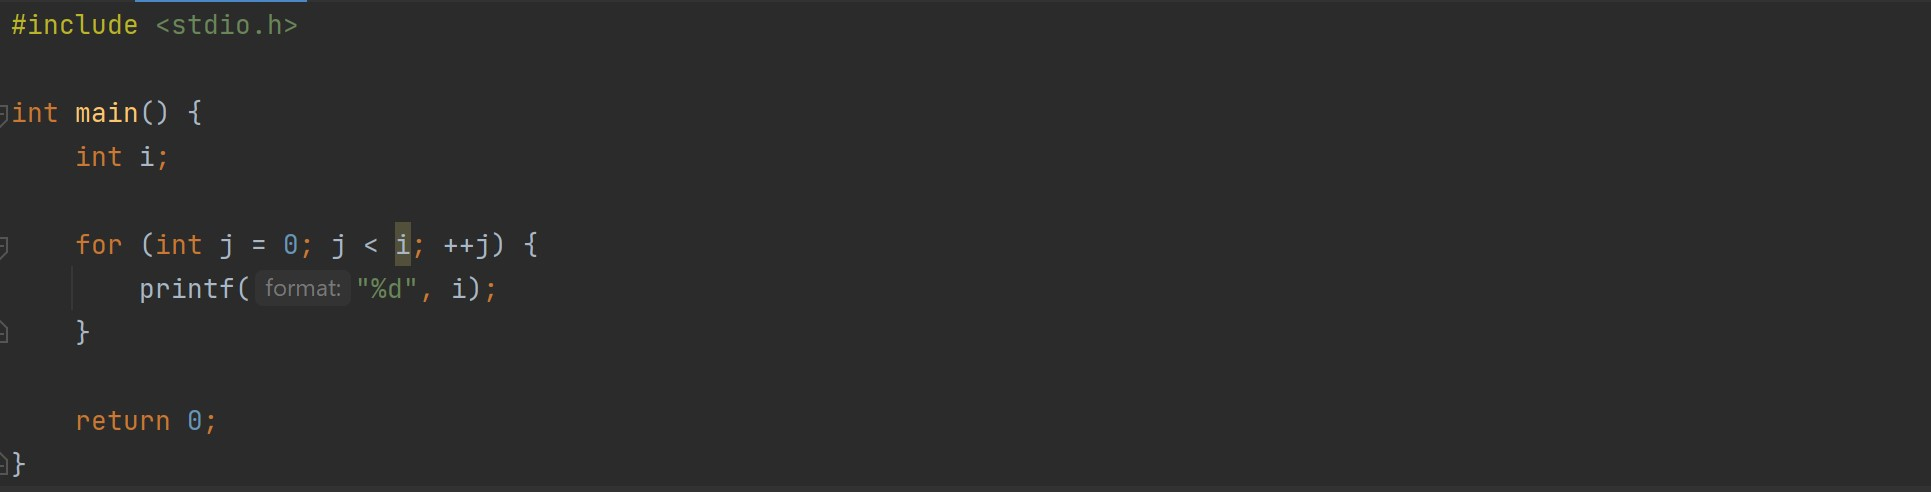 #include <stdio.h>
int main() {
    int i;
    for (int j = 0; j < i; ++j) {
        printf( format: "%d", i);
    }
    return 0;
}